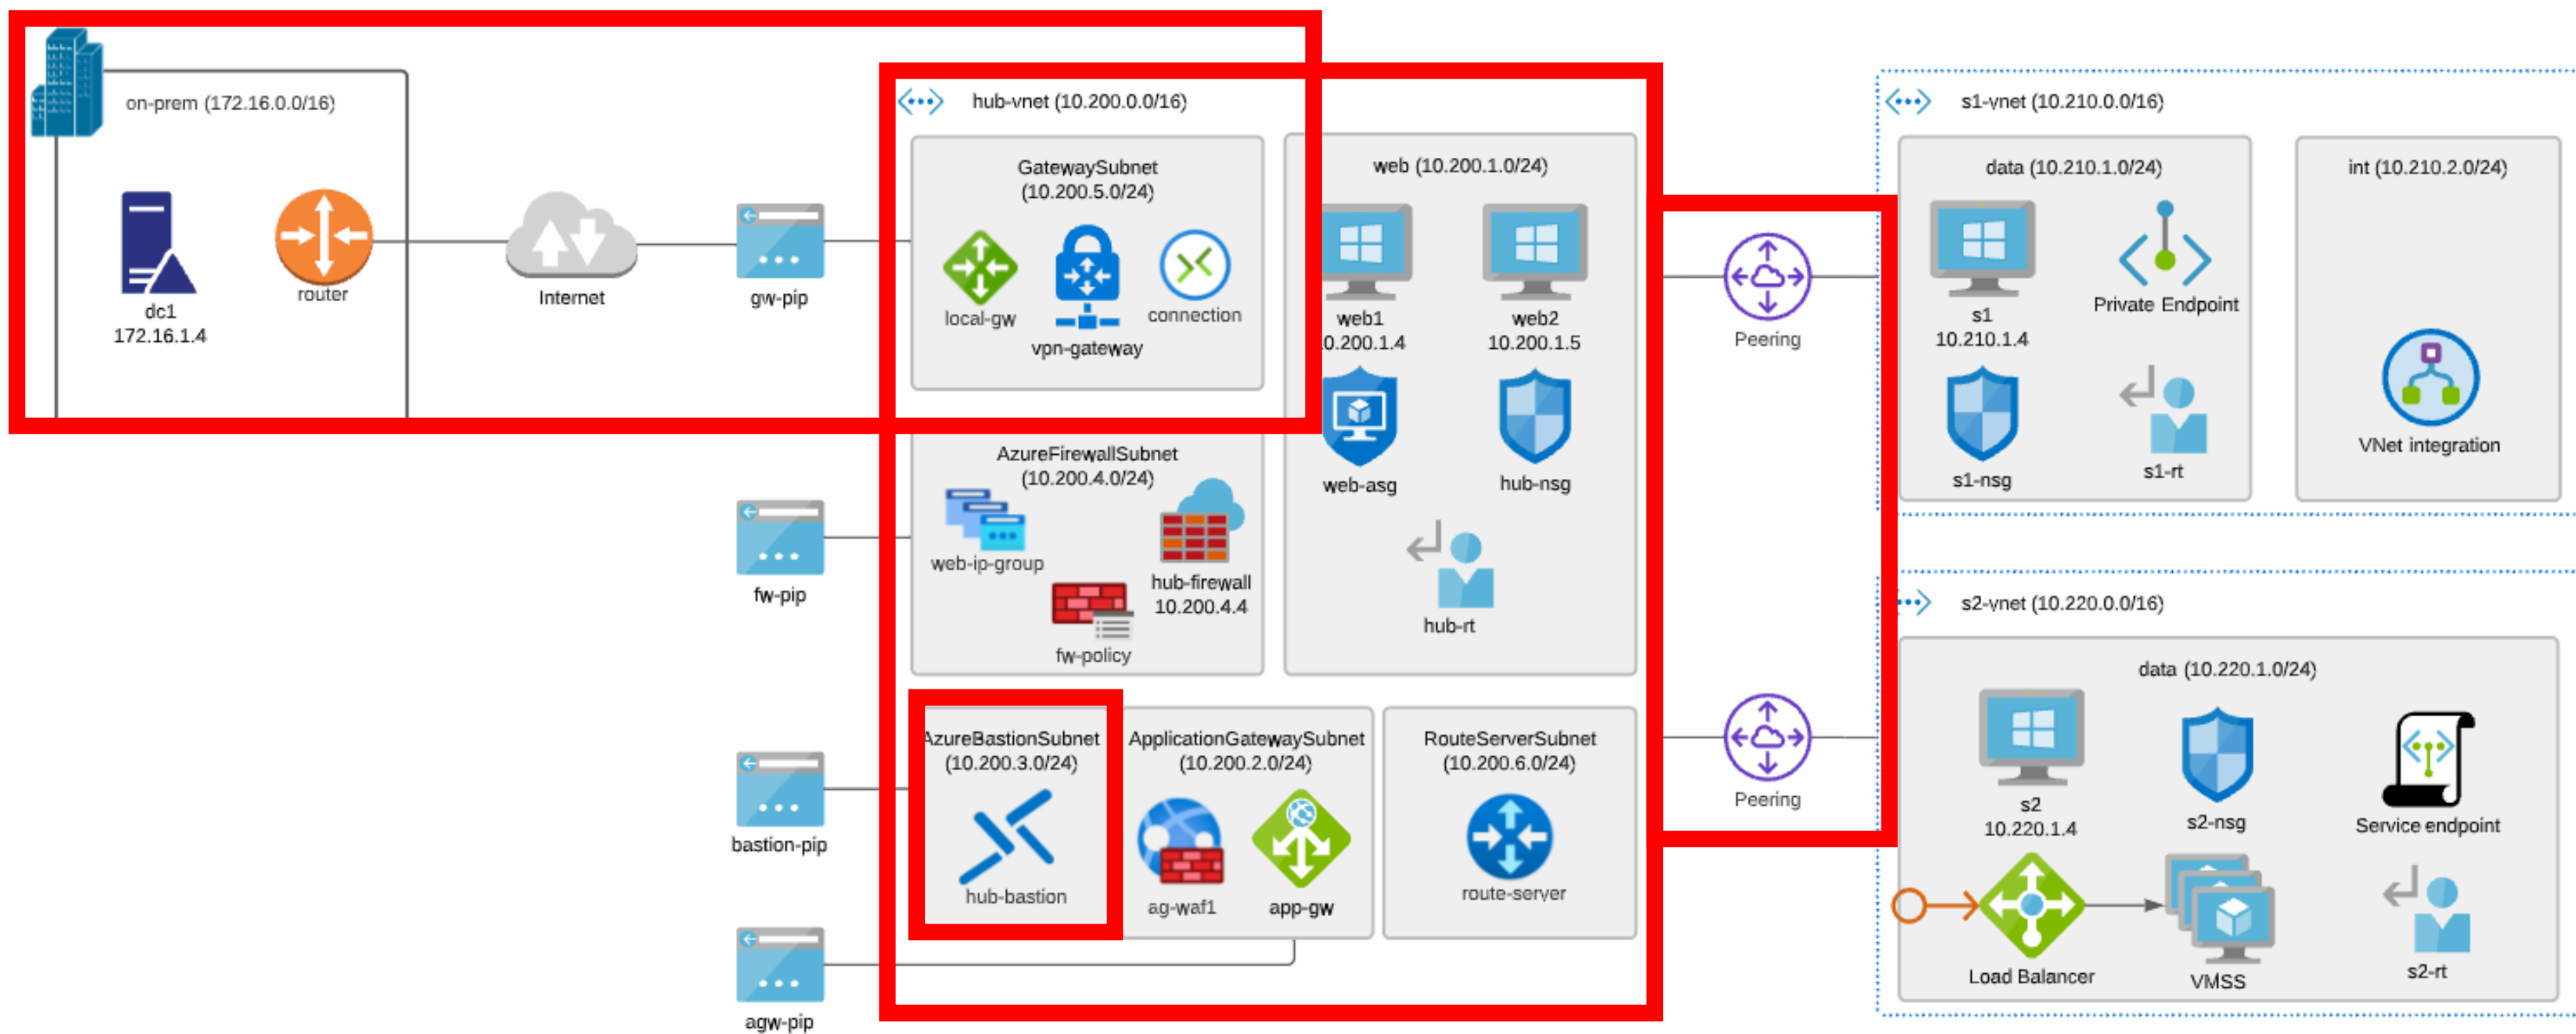 on-prem (172.16.0.0/16)
dc1
172.16.1.4
router
Internet
gw-pip
hub-vnet (10.200.0.0/16)
GatewaySubnet
(10.200.5.0/24)
local-gw
vpn-gateway
connection
web (10.200.1.0/24)
web1
0.200.1.4
web2
10.200.1.5
web-asg
hub-nsg
hub-rt
AzureFirewallSubnet
(10.200.4.0/24)
web-ip-group
hub-firewall
10.200.4.4
fw-policy
fw-pip
AzureBastionSubnet
(10.200.3.0/24)
hub-bastion
bastion-pip
ApplicationGatewaySubnet
(10.200.2.0/24)
ag-waf1
app-gw
agw-pip
RouteServerSubnet
(10.200.6.0/24)
route-server
Peering
Peering
s1-vnet (10.210.0.0/16)
data (10.210.1.0/24)
s1
10.210.1.4
Private Endpoint
s1-nsg
s1-rt
int (10.210.2.0/24)
VNet integration
s2-vnet (10.220.0.0/16)
data (10.220.1.0/24)
s2
10.220.1.4
s2-nsg
Service endpoint
Load Balancer
VMSS
s2-rt